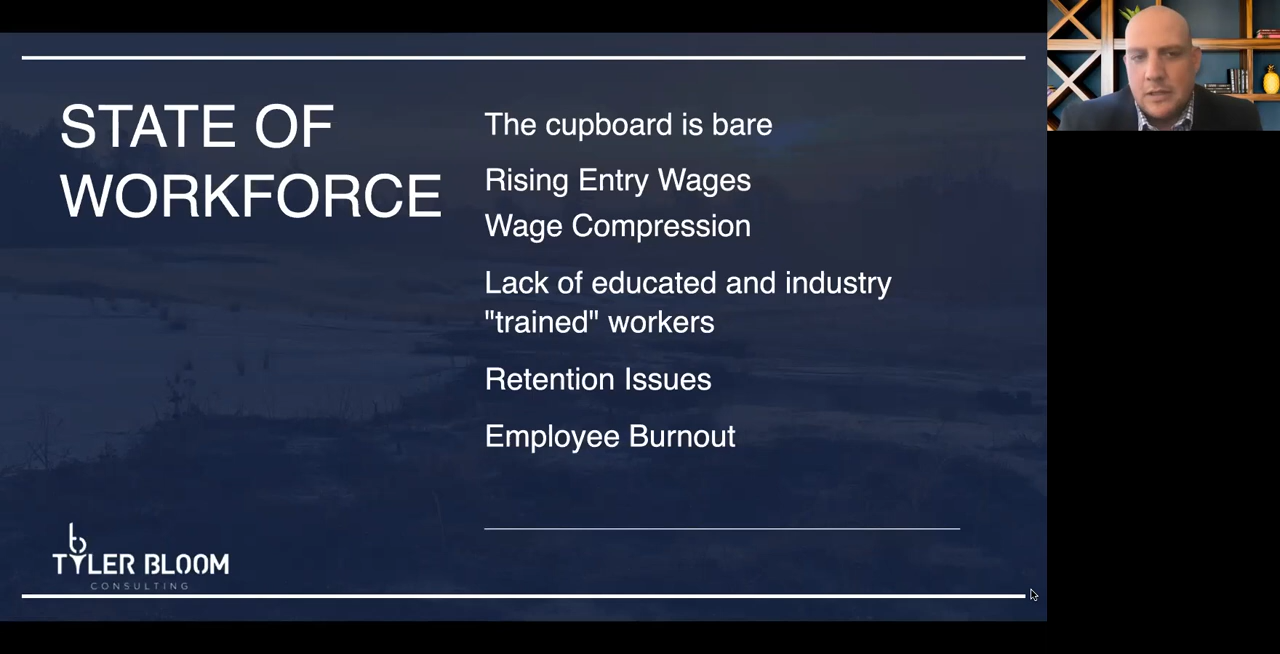 STATE OF
WORKFORCE
The cupboard is bare
Rising Entry Wages
Wage Compression
Lack of educated and industry
"trained" workers
Retention Issues
Employee Burnout
tb
TYLER BLOOM
CONSULTING